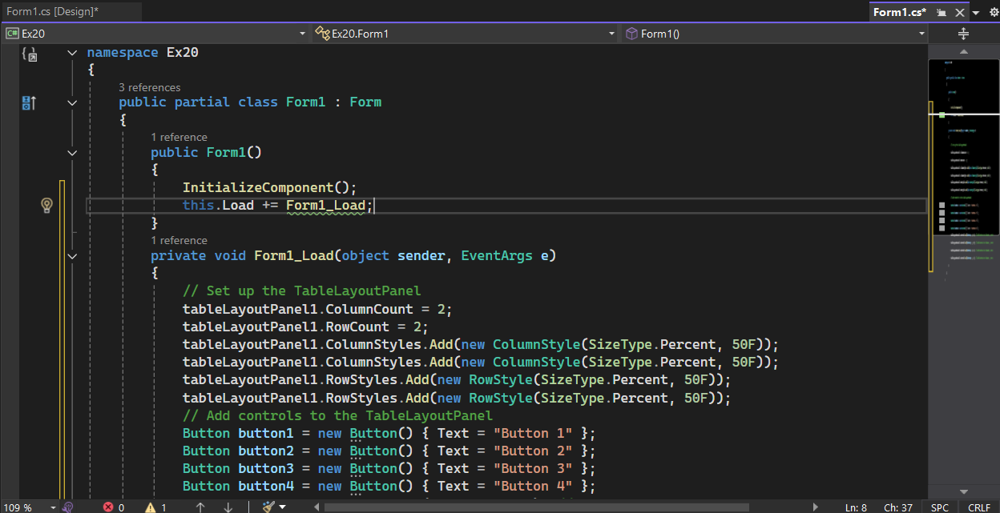 Form1.cs [Design]*
Form1.cs*
C# Ex20
Ex20.Form1
Form1()
namespace Ex20
{
3 references
public partial class Form1 : Form
{
1 reference
public Form1()
{
InitializeComponent();
this.Load += Form1_Load;
}
1 reference
private void Form1_Load(object sender, EventArgs e)
{
// Set up the TableLayoutPanel
tableLayoutPanel1.ColumnCount = 2;
tableLayoutPanel1.RowCount = 2;
tableLayoutPanel1.ColumnStyles.Add(new ColumnStyle(SizeType.Percent, 50F));
tableLayoutPanel1.ColumnStyles.Add(new ColumnStyle(SizeType.Percent, 50F));
tableLayoutPanel1.RowStyles.Add(new RowStyle(SizeType.Percent, 50F));
tableLayoutPanel1.RowStyles.Add(new RowStyle(SizeType.Percent, 50F));
// Add controls to the TableLayoutPanel
Button button1 = new Button() { Text = "Button 1" };
Button button2 = new Button() { Text = "Button 2" };
Button button3 = new Button() { Text = "Button 3" };
Button button4 = new Button() { Text = "Button 4" };
109 % 0 1 Ln: 8 Ch: 37 SPC CRLF